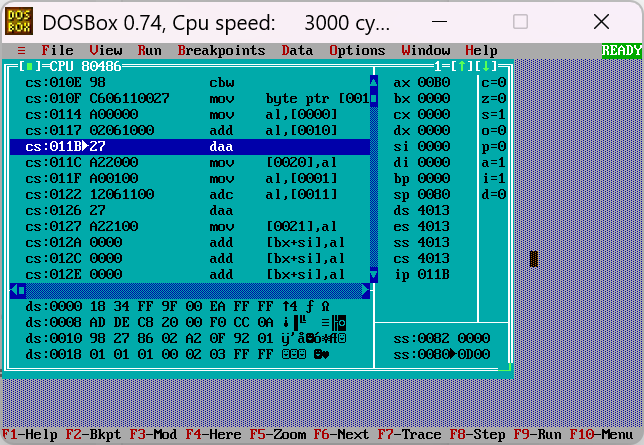 DOS BOX DOSBox 0.74, Cpu speed: 3000 cy...
≡ File View Run Breakpoints Data Options Window Help READY
[■]=CPU 80486 1=[↑][↓]
cs:010E 98 cbw ax 00B0 c=0
cs:010F C606110027 mov byte ptr [001 bx 0000 z=0
cs:0114 A00000 mov al,[0000] cx 0000 s=1
cs:0117 02061000 add al,[0010] dx 0000 o=0
cs:011B►27 daa si 0000 p=0
cs:011C A22000 mov [0020],al di 0000 a=1
cs:011F A00100 mov al,[0001] bp 0000 i=1
cs:0122 12061100 adc al,[0011] sp 0080 d=0
cs:0126 27 daa ds 4013
cs:0127 A22100 mov [0021],al es 4013
cs:012A 0000 add [bx+si],al ss 4013
cs:012C 0000 add [bx+si],al cs 4013
cs:012E 0000 add [bx+si],al ip 011B
ds:0000 18 34 FF 9F 00 EA FF FF ↑4 ƒ Ω
ds:0008 AD DE C8 20 00 F0 CC 0A
ds:0010 98 27 86 02 A2 0F 92 01 ss:0082 0000
ds:0018 01 01 01 00 02 03 FF FF ☺☺☺ ☻♥ ss:0080►0D00
F1-Help F2-Bkpt F3-Mod F4-Here F5-Zoom F6-Next F7-Trace F8-Step F9-Run F10-Menu